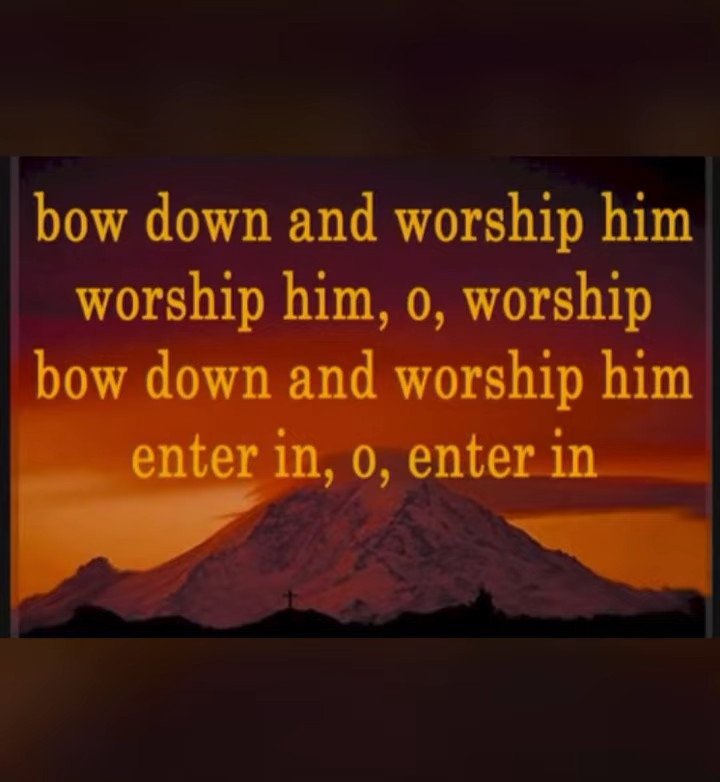 bow down and worship him
worship him, o, worship
bow down and worship him
enter in, o, enter in